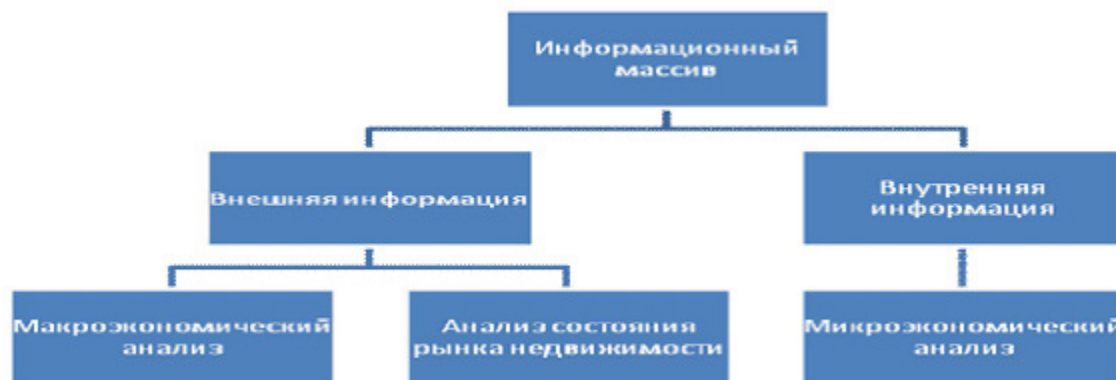 Информационный
массив
Внешняя информация
Внутренняя
информация
Макроэкономический
анализ
Анализ состояния
рынка недвижимости
Микроэкономический
анализ